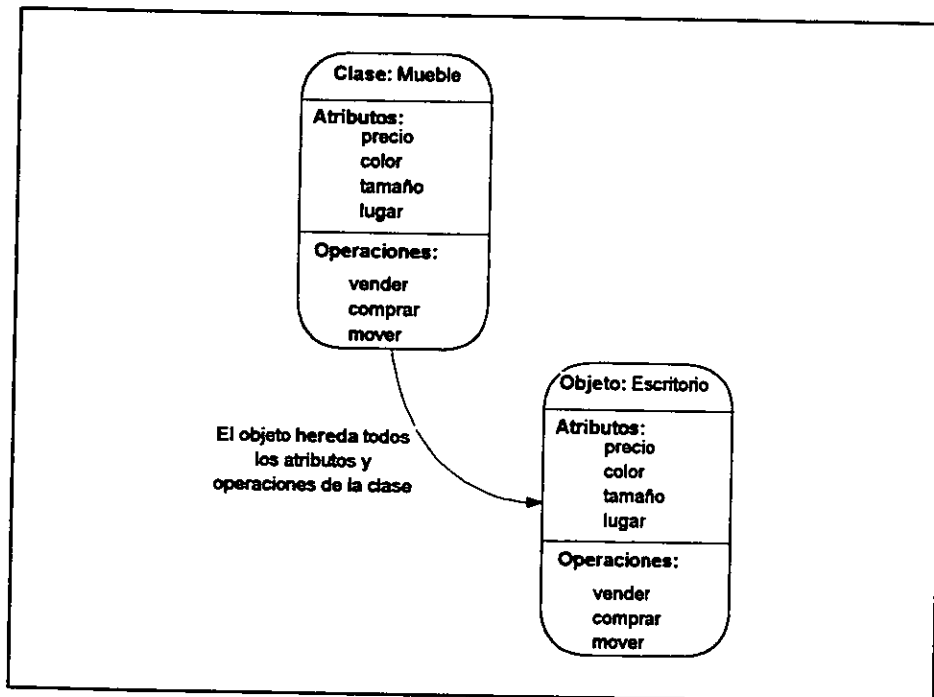 Clase: Mueble
Atributos:
precio
color
tamaño
lugar
Operaciones:
vender
comprar
mover
El objeto hereda todos
los atributos y
operaciones de la clase
Objeto: Escritorio
Atributos:
precio
color
tamaño
lugar
Operaciones:
vender
comprar
mover